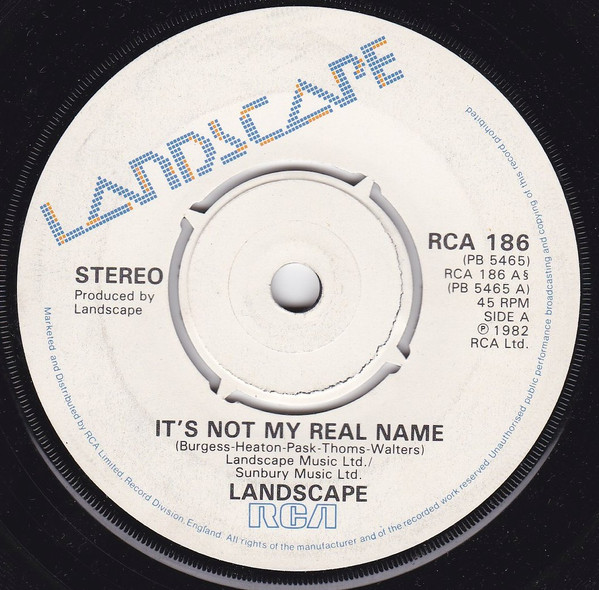 LANDSCAPE
STEREO
Produced by
Landscape
RCA 186
(PB 5465)
RCA 186 A§
(PB 5465 A)
45 RPM
SIDE A
℗ 1982
RCA Ltd.
IT'S NOT MY REAL NAME
(Burgess-Heaton-Pask-Thoms-Walters)
Landscape Music Ltd./
Sunbury Music Ltd.
LANDSCAPE
RCA
Marketed and Distributed by RCA Limited, Record Division, England. All rights of the manufacturer and of the recorded work reserved. Unauthorised public performance broadcasting and copying of this record prohibited